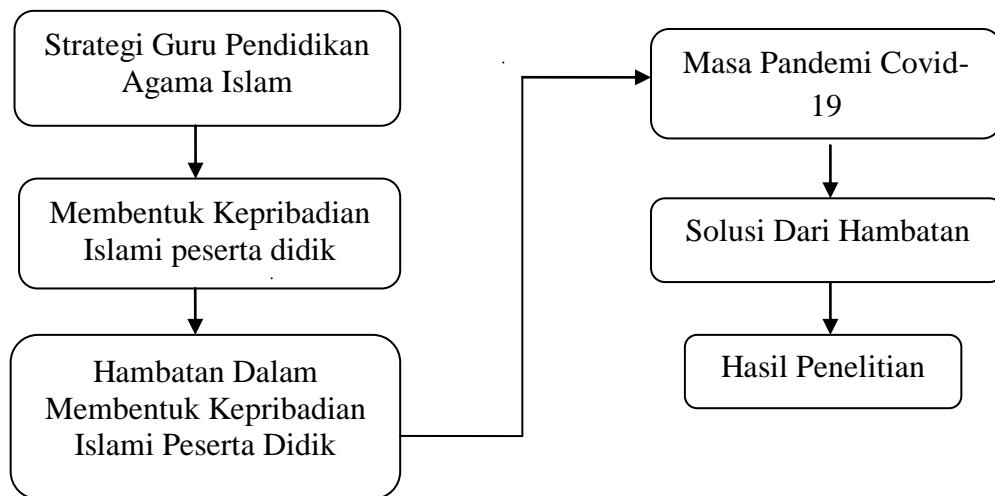 Strategi Guru Pendidikan
Agama Islam
Membentuk Kepribadian
Islami peserta didik
Hambatan Dalam
Membentuk Kepribadian
Islami Peserta Didik
Masa Pandemi Covid-
19
Solusi Dari Hambatan
Hasil Penelitian